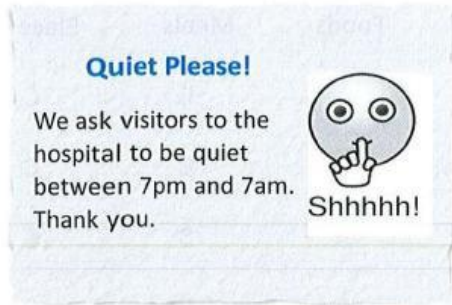 Quiet Please!
We ask visitors to the
hospital to be quiet
between 7pm and 7am.
Thank you.
Shhhhh!